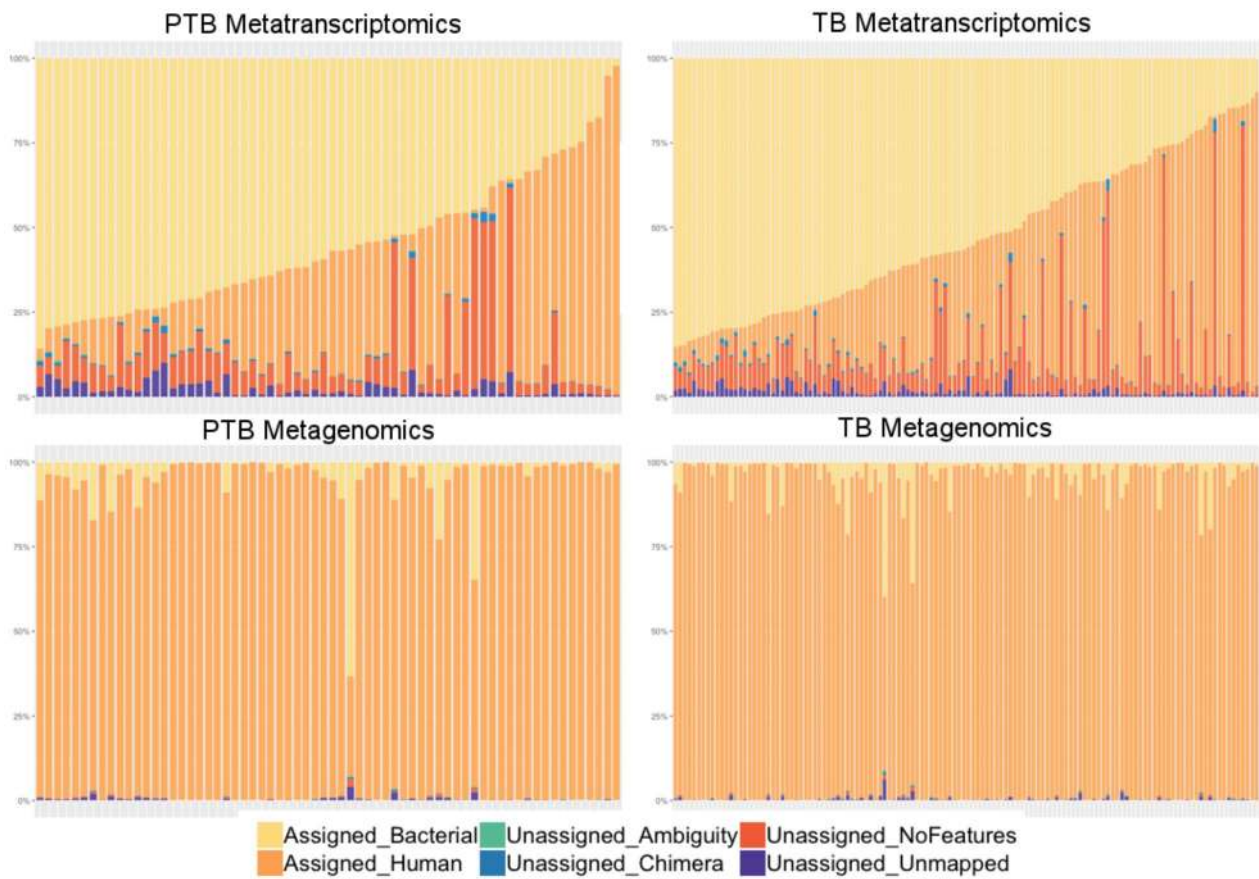 PTB Metatranscriptomics TB Metatranscriptomics
100% 100%
75% 75%
50% 50%
25% 25%
0% 0%
PTB Metagenomics TB Metagenomics
100% 100%
75% 75%
50% 50%
25% 25%
0% 0%
Assigned_Bacterial Unassigned_Ambiguity Unassigned_NoFeatures
Assigned_Human Unassigned_Chimera Unassigned_Unmapped